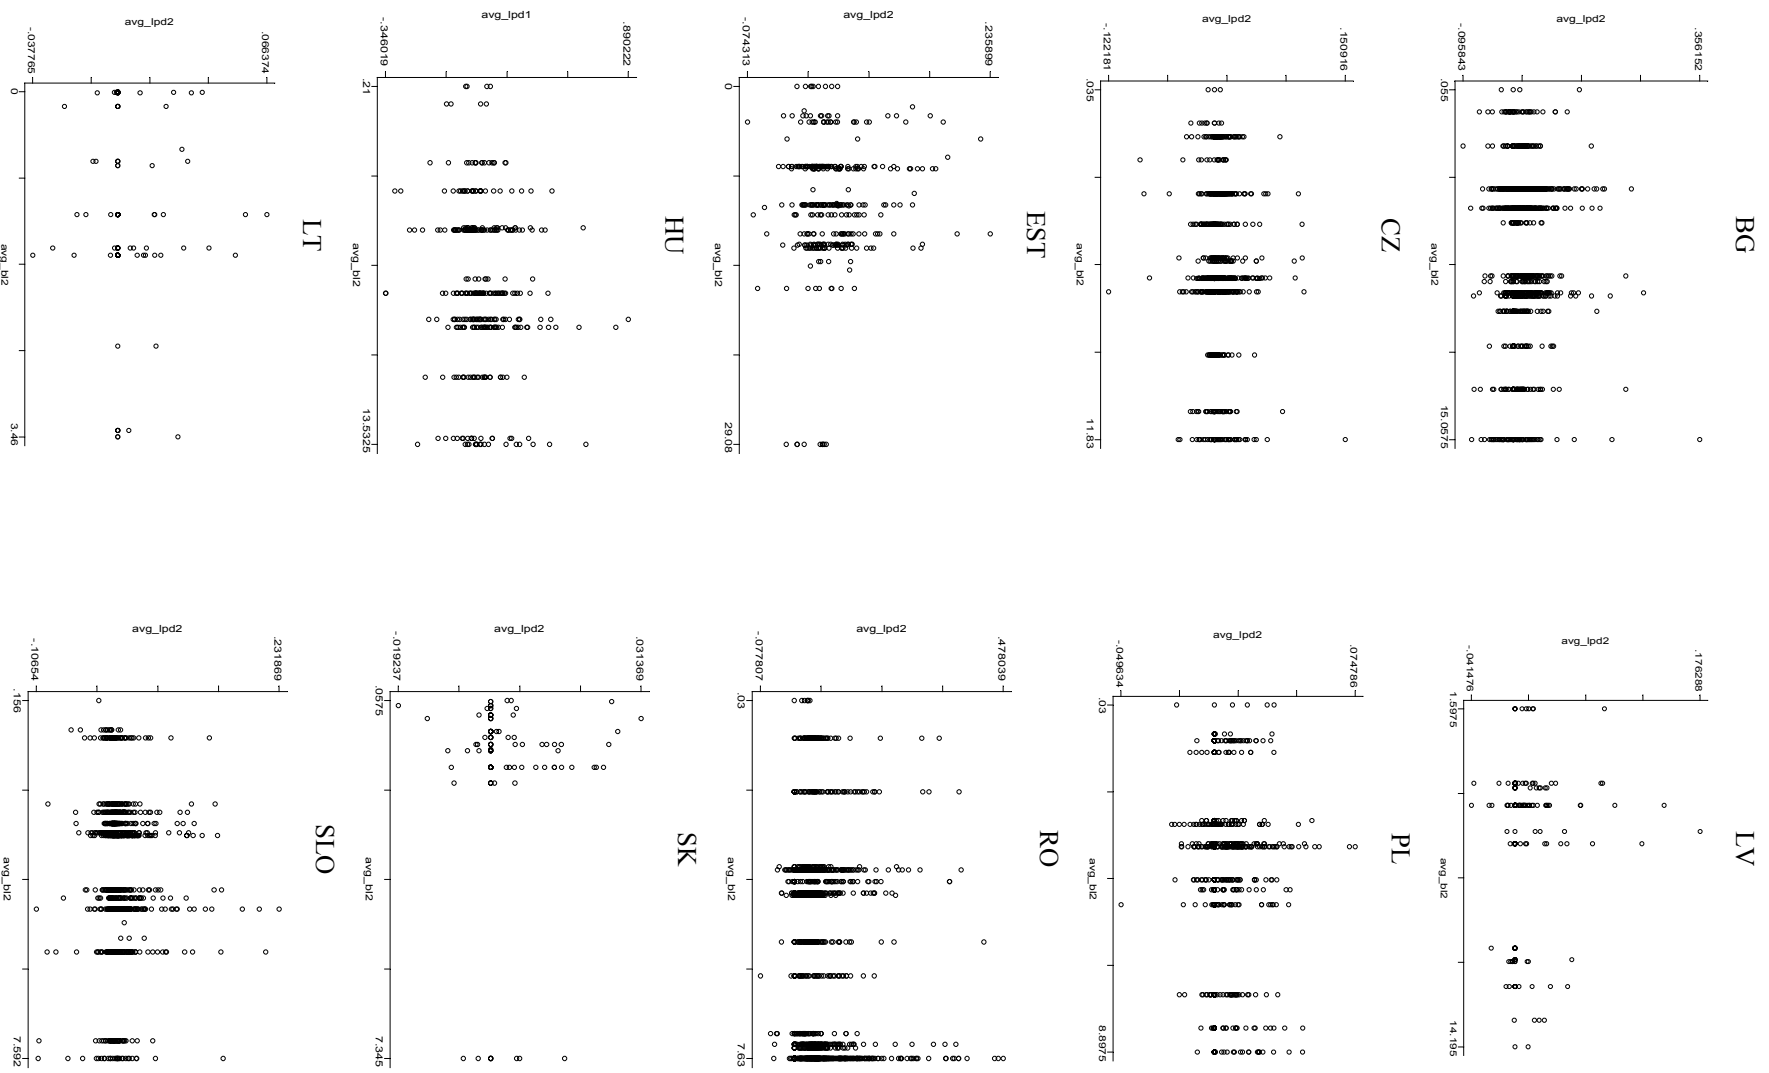 BG
.356152
avg_lpd2
-.095843
.055
avg_bl2
15.0575
LV
.176288
avg_lpd2
-.041476
1.5975
avg_bl2
14.195
CZ
.150916
avg_lpd2
-.122181
.035
avg_bl2
11.83
PL
.074786
avg_lpd2
-.049634
.03
avg_bl2
8.8975
EST
.235899
avg_lpd2
-.074313
0
avg_bl2
29.08
RO
.478039
avg_lpd2
-.077807
.03
avg_bl2
7.63
HU
.890222
avg_lpd1
-.346019
.21
avg_bl2
13.5325
SK
.031369
avg_lpd2
-.019237
.0575
avg_bl2
7.345
LT
.066374
avg_lpd2
-.037765
0
avg_bl2
3.46
SLO
.231869
avg_lpd2
-.10654
.156
avg_bl2
7.592